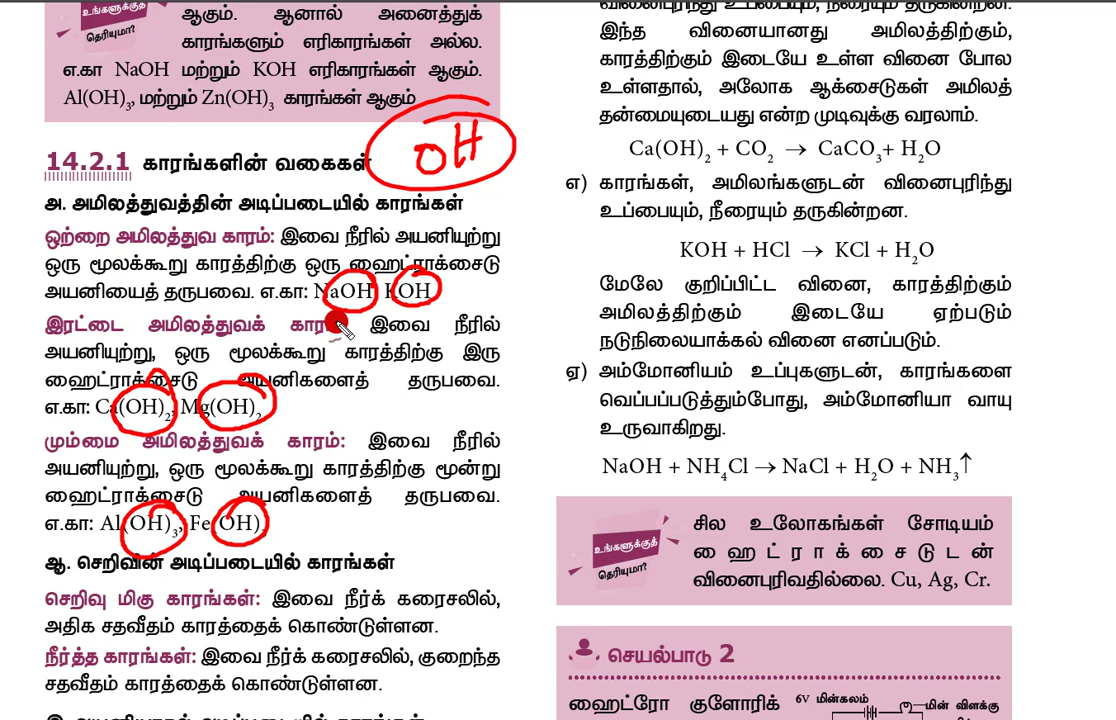 உங்களுக்குத்
தெரியுமா?
ஆகும். ஆனால் அனைத்துக்
காரங்களும் எரிகாரங்கள் அல்ல.
எ.கா NaOH மற்றும் KOH எரிகாரங்கள் ஆகும்.
Al(OH)₃, மற்றும் Zn(OH)₃ காரங்கள் ஆகும்
OH
14.2.1 காரங்களின் வகைகள்
அ. அமிலத்துவத்தின் அடிப்படையில் காரங்கள்
ஒற்றை அமிலத்துவ காரம்: இவை நீரில் அயனியுற்று
ஒரு மூலக்கூறு காரத்திற்கு ஒரு ஹைட்ராக்சைடு
அயனியைத் தருபவை. எ.கா: NaOH KOH
இரட்டை அமிலத்துவக் கார இவை நீரில்
அயனியுற்று, ஒரு மூலக்கூறு காரத்திற்கு இரு
ஹைட்ராக்சைடு அயனிகளைத் தருபவை.
எ.கா: Ca(OH)₂, Mg(OH)₂
மும்மை அமிலத்துவக் காரம்: இவை நீரில்
அயனியுற்று, ஒரு மூலக்கூறு காரத்திற்கு மூன்று
ஹைட்ராக்சைடு அயனிகளைத் தருபவை.
எ.கா: Al(OH)₃, Fe(OH)
ஆ. செறிவின் அடிப்படையில் காரங்கள்
செறிவு மிகு காரங்கள்: இவை நீர்க் கரைசலில்,
அதிக சதவீதம் காரத்தைக் கொண்டுள்ளன.
நீர்த்த காரங்கள்: இவை நீர்க் கரைசலில், குறைந்த
சதவீதம் காரத்தைக் கொண்டுள்ளன.
வினைபுரிந்து உப்பையும், நீரையும் தருகின்றன.
இந்த வினையானது அமிலத்திற்கும்,
காரத்திற்கும் இடையே உள்ள வினை போல
உள்ளதால், அலோக ஆக்சைடுகள் அமிலத்
தன்மையுடையது என்ற முடிவுக்கு வரலாம்.
Ca(OH)₂ + CO₂ → CaCO₃+ H₂O
எ) காரங்கள், அமிலங்களுடன் வினைபுரிந்து
உப்பையும், நீரையும் தருகின்றன.
KOH + HCl → KCl + H₂O
மேலே குறிப்பிட்ட வினை, காரத்திற்கும்
அமிலத்திற்கும் இடையே ஏற்படும்
நடுநிலையாக்கல் வினை எனப்படும்.
ஏ) அம்மோனியம் உப்புகளுடன், காரங்களை
வெப்பப்படுத்தும்போது, அம்மோனியா வாயு
உருவாகிறது.
NaOH + NH₄Cl → NaCl + H₂O + NH₃↑
உங்களுக்குத்
தெரியுமா?
சில உலோகங்கள் சோடியம்
ஹைட்ராக்சைடுடன்
வினைபுரிவதில்லை. Cu, Ag, Cr.
செயல்பாடு 2
ஹைட்ரோ குளோரிக்
6V மின்கலம்
மின் விளக்கு